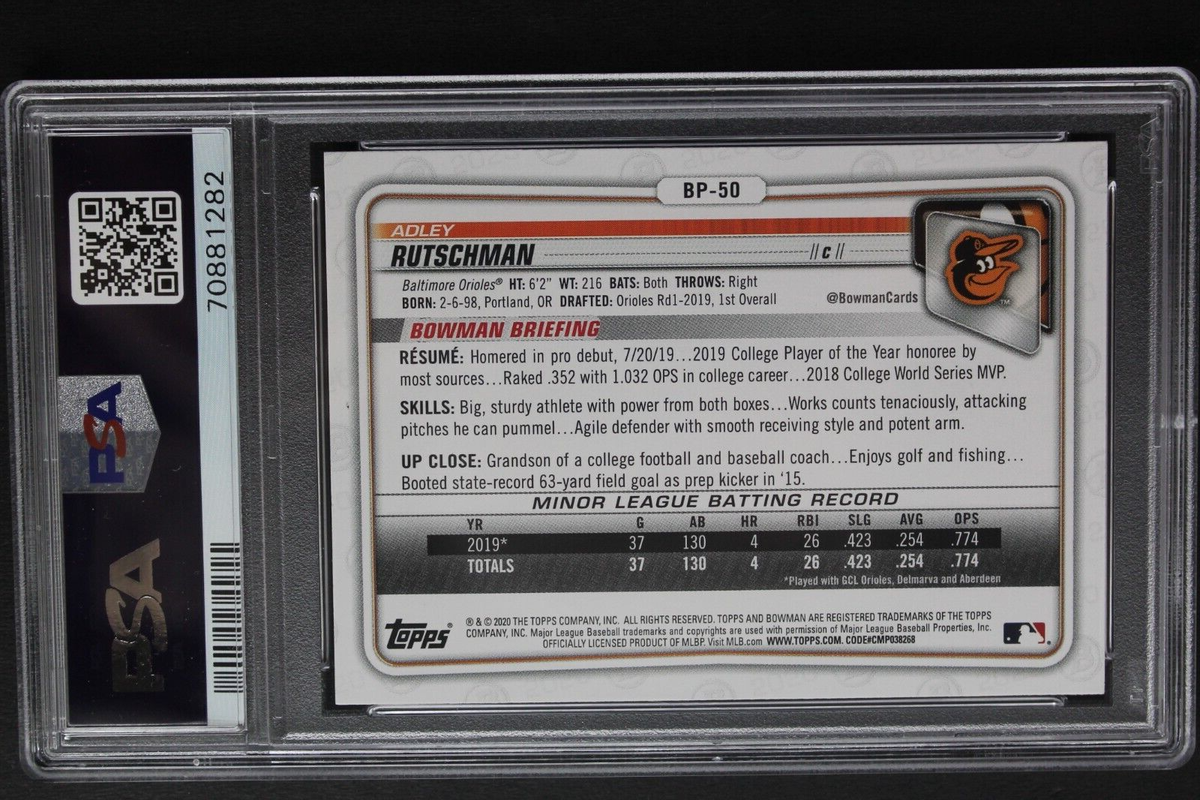 70881282
PSA
PSA
BP-50
ADLEY
RUTSCHMAN // C //
Baltimore Orioles® HT: 6'2" WT: 216 BATS: Both THROWS: Right
BORN: 2-6-98, Portland, OR DRAFTED: Orioles Rd1-2019, 1st Overall
@BowmanCards
TM
BOWMAN BRIEFING
RÉSUMÉ: Homered in pro debut, 7/20/19...2019 College Player of the Year honoree by
most sources...Raked .352 with 1.032 OPS in college career...2018 College World Series MVP.
SKILLS: Big, sturdy athlete with power from both boxes...Works counts tenaciously, attacking
pitches he can pummel...Agile defender with smooth receiving style and potent arm.
UP CLOSE: Grandson of a college football and baseball coach...Enjoys golf and fishing...
Booted state-record 63-yard field goal as prep kicker in '15.
MINOR LEAGUE BATTING RECORD
YR G AB HR RBI SLG AVG OPS
2019* 37 130 4 26 .423 .254 .774
TOTALS 37 130 4 26 .423 .254 .774
*Played with GCL Orioles, Delmarva and Aberdeen
Topps®
® & © 2020 THE TOPPS COMPANY, INC. ALL RIGHTS RESERVED. TOPPS AND BOWMAN ARE REGISTERED TRADEMARKS OF THE TOPPS
COMPANY, INC. Major League Baseball trademarks and copyrights are used with permission of Major League Baseball Properties, Inc.
OFFICIALLY LICENSED PRODUCT OF MLBP. Visit MLB.com WWW.TOPPS.COM. CODE#CMP038268